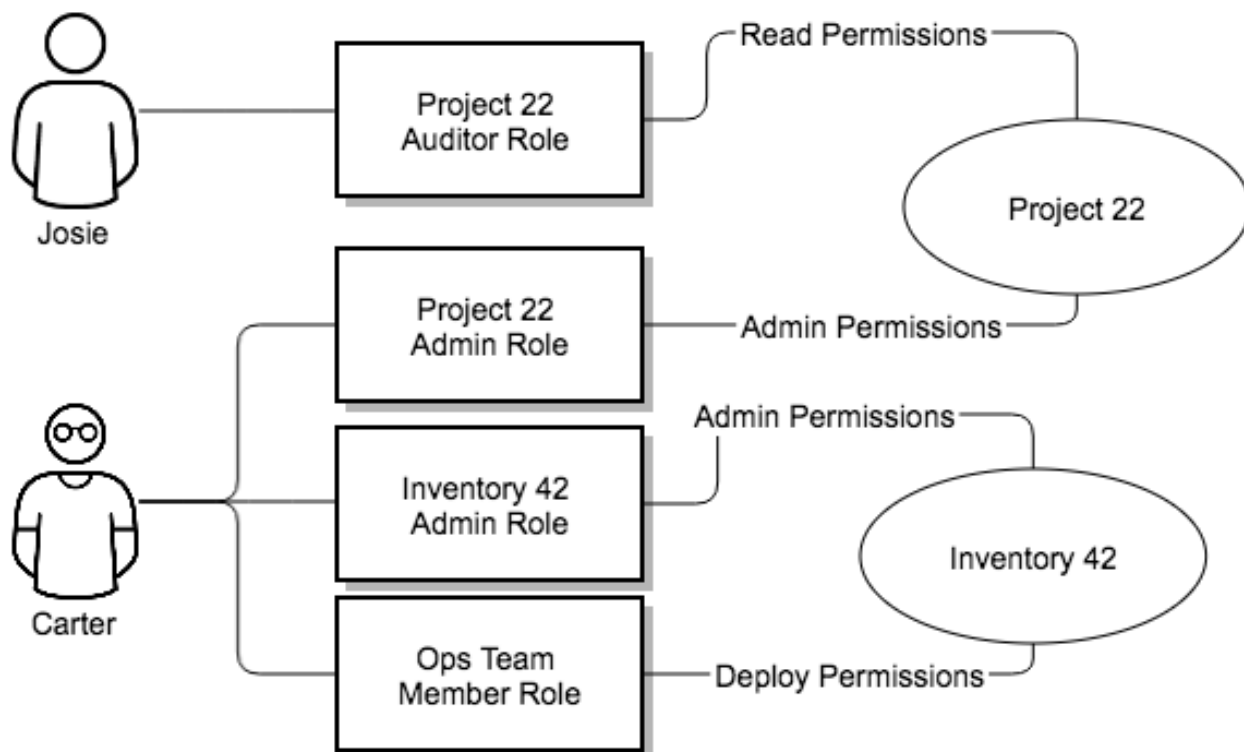 Read Permissions
Project 22
Auditor Role
Project 22
Josie
Project 22
Admin Role
Admin Permissions
Admin Permissions
Inventory 42
Admin Role
Inventory 42
Carter
Ops Team
Member Role
Deploy Permissions